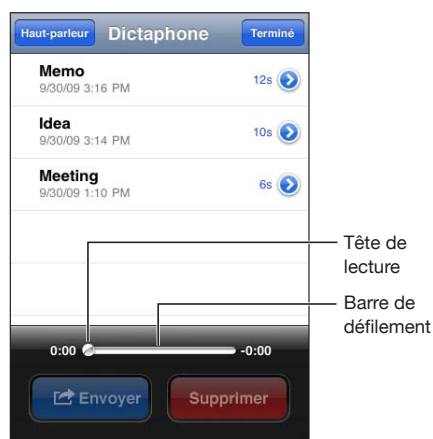 Haut-parleur Dictaphone Terminé
Memo
9/30/09 3:16 PM
12s
Idea
9/30/09 3:14 PM
10s
Meeting
9/30/09 1:10 PM
6s
Tête de
lecture
Barre de
défilement
0:00 -0:00
Envoyer Supprimer